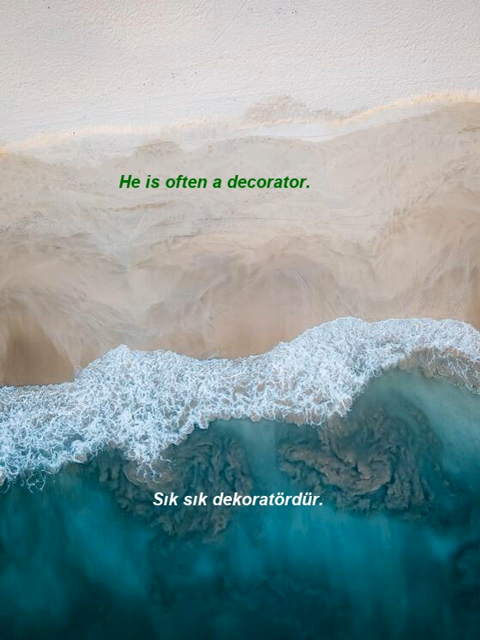 He is often a decorator.
Sık sık dekoratördür.